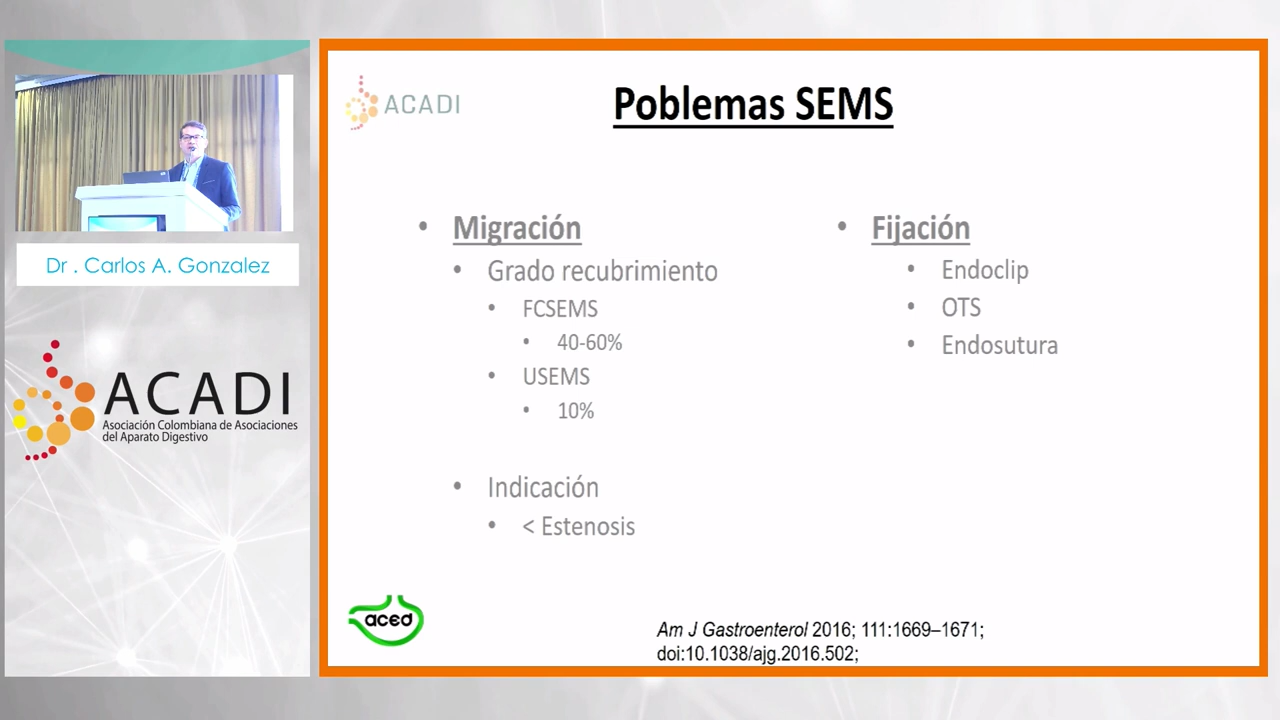 Dr . Carlos A. Gonzalez
ACADI
Asociación Colombiana de Asociaciones
del Aparato Digestivo
ACADI
Poblemas SEMS
• Migración
• Grado recubrimiento
• FCSEMS
• 40-60%
• USEMS
• 10%
• Indicación
• < Estenosis
• Fijación
• Endoclip
• OTS
• Endosutura
aced
Am J Gastroenterol 2016; 111:1669–1671;
doi:10.1038/ajg.2016.502;